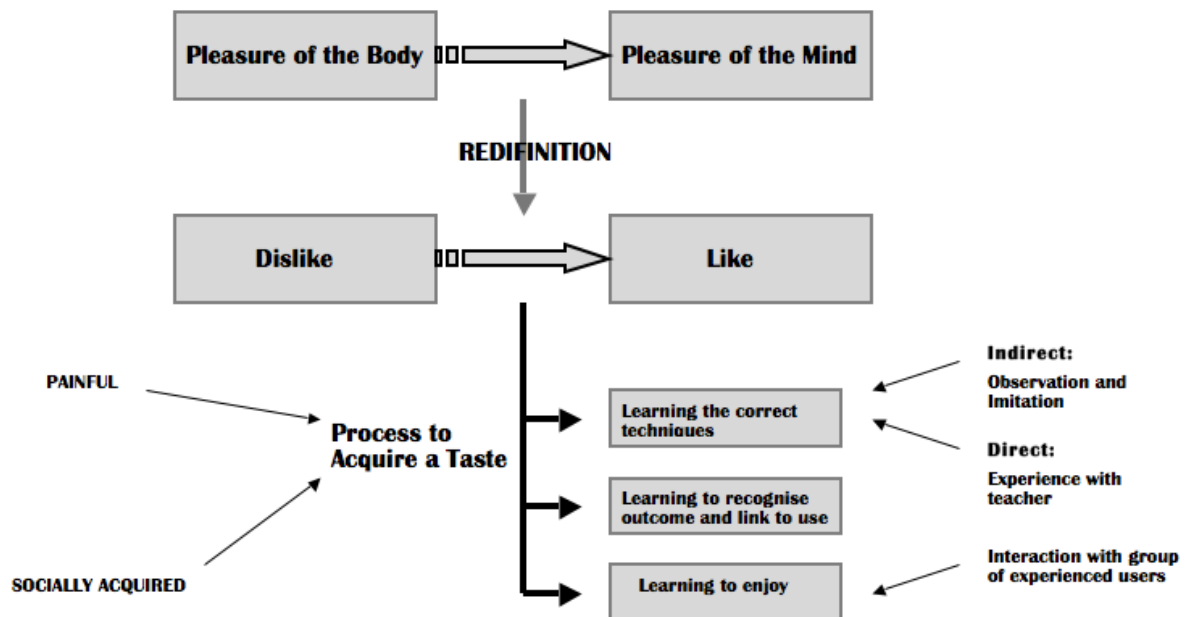 Pleasure of the Body
Pleasure of the Mind
REDIFINITION
Dislike
Like
PAINFUL
Process to
Acquire a Taste
SOCIALLY ACQUIRED
Learning the correct
techniques
Learning to recognise
outcome and link to use
Learning to enjoy
Indirect:
Observation and
Imitation
Direct:
Experience with
teacher
Interaction with group
of experienced users